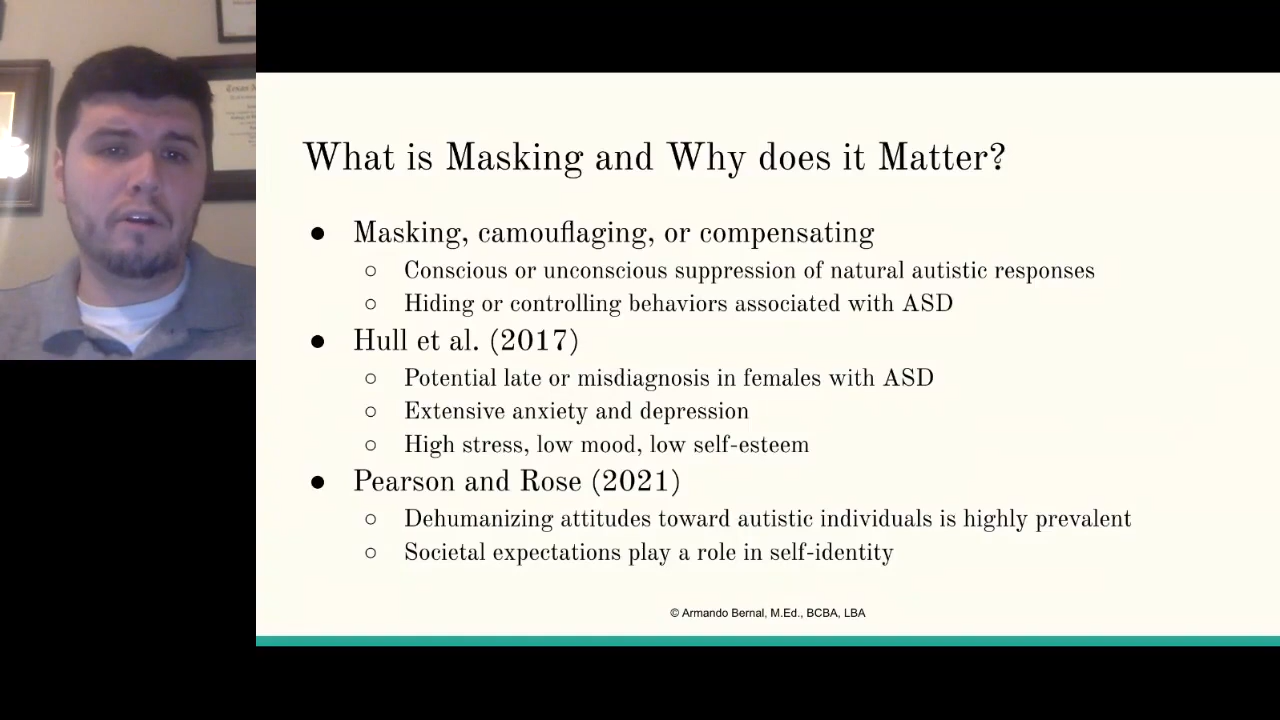 What is Masking and Why does it Matter?
● Masking, camouflaging, or compensating
○ Conscious or unconscious suppression of natural autistic responses
○ Hiding or controlling behaviors associated with ASD
● Hull et al. (2017)
○ Potential late or misdiagnosis in females with ASD
○ Extensive anxiety and depression
○ High stress, low mood, low self-esteem
● Pearson and Rose (2021)
○ Dehumanizing attitudes toward autistic individuals is highly prevalent
○ Societal expectations play a role in self-identity
© Armando Bernal, M.Ed., BCBA, LBA